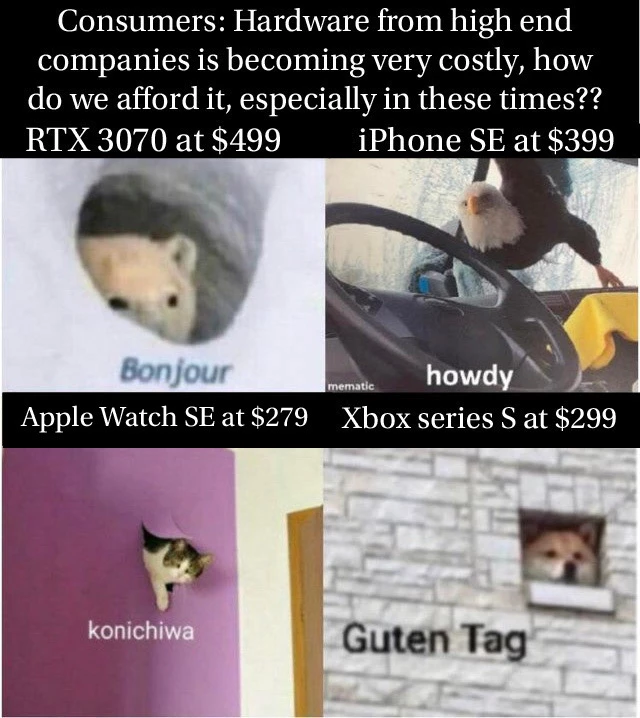 Consumers: Hardware from high end
companies is becoming very costly, how
do we afford it, especially in these times??
RTX 3070 at $499
iPhone SE at $399
Bonjour
mematic
howdy
Apple Watch SE at $279
Xbox series S at $299
konichiwa
Guten Tag